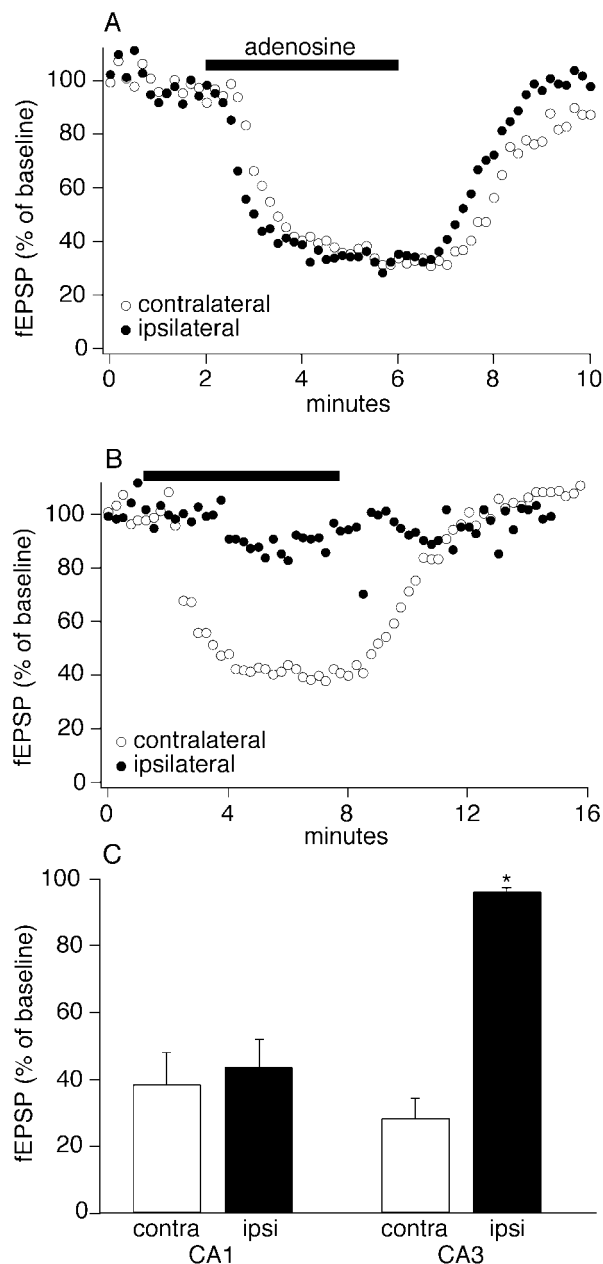 A
adenosine
fEPSP (% of baseline)
100
80
60
40
20
0
contralateral
ipsilateral
0 2 4 6 8 10
minutes
B
fEPSP (% of baseline)
100
80
60
40
20
0
contralateral
ipsilateral
0 4 8 12 16
minutes
C
fEPSP (% of baseline)
100
80
60
40
20
0
*
contra ipsi contra ipsi
CA1 CA3